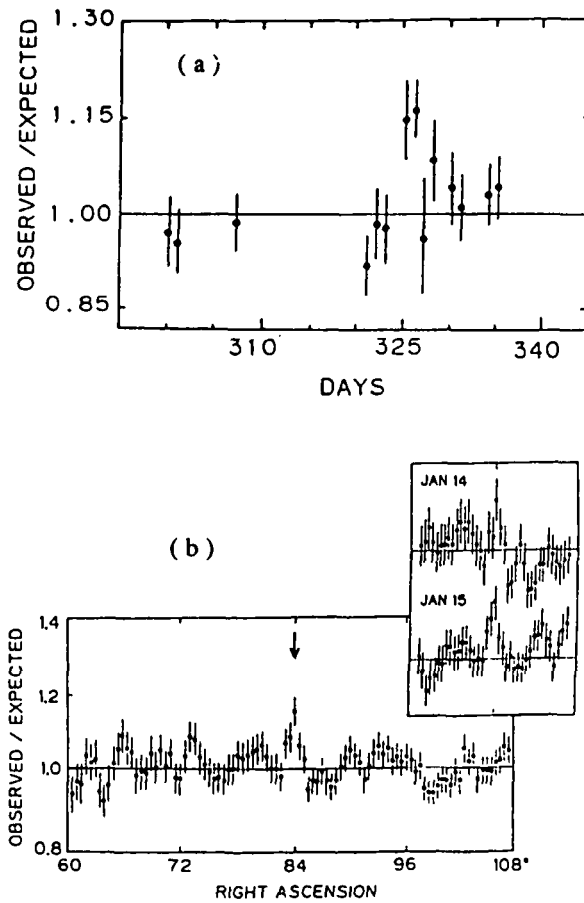 1.30
(a)
1.15
1.00
0.85
OBSERVED / EXPECTED
310 325 340
DAYS
JAN 14
JAN 15
(b)
1.4
1.2
1.0
0.8
OBSERVED / EXPECTED
60 72 84 96 108°
RIGHT ASCENSION